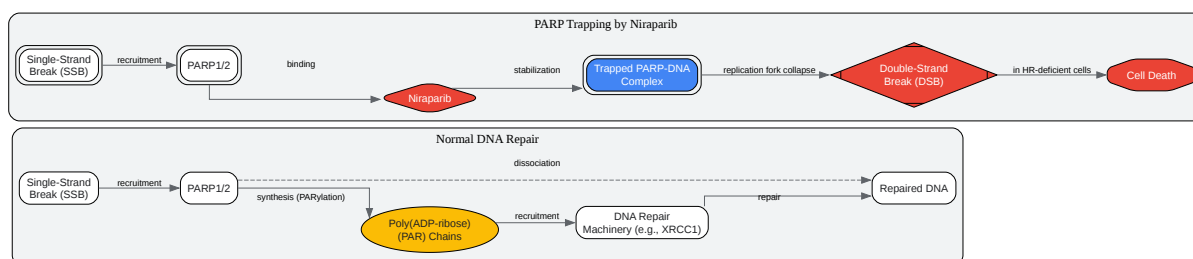 PARP Trapping by Niraparib
Single-Strand
Break (SSB)
recruitment
PARP1/2
binding
Niraparib
stabilization
Trapped PARP-DNA
Complex
replication fork collapse
Double-Strand
Break (DSB)
in HR-deficient cells
Cell Death
Normal DNA Repair
Single-Strand
Break (SSB)
recruitment
PARP1/2
dissociation
synthesis (PARylation)
Poly(ADP-ribose)
(PAR) Chains
recruitment
DNA Repair
Machinery (e.g., XRCC1)
repair
Repaired DNA